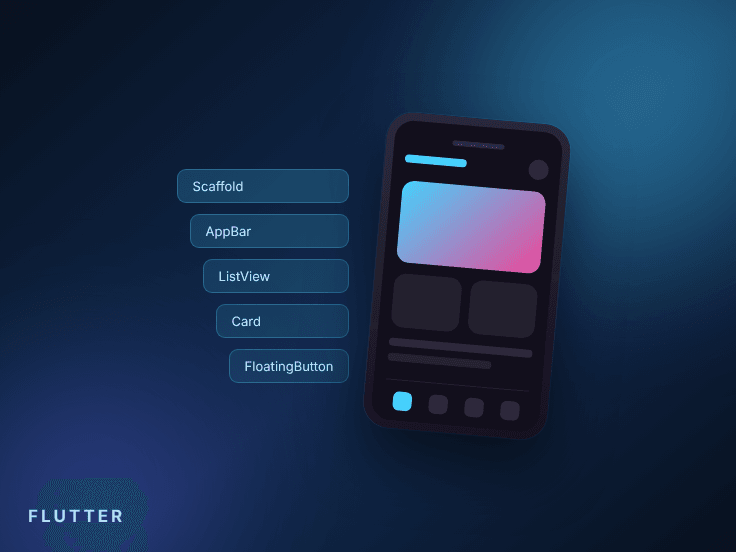 Scaffold
AppBar
ListView
Card
FloatingButton
FLUTTER